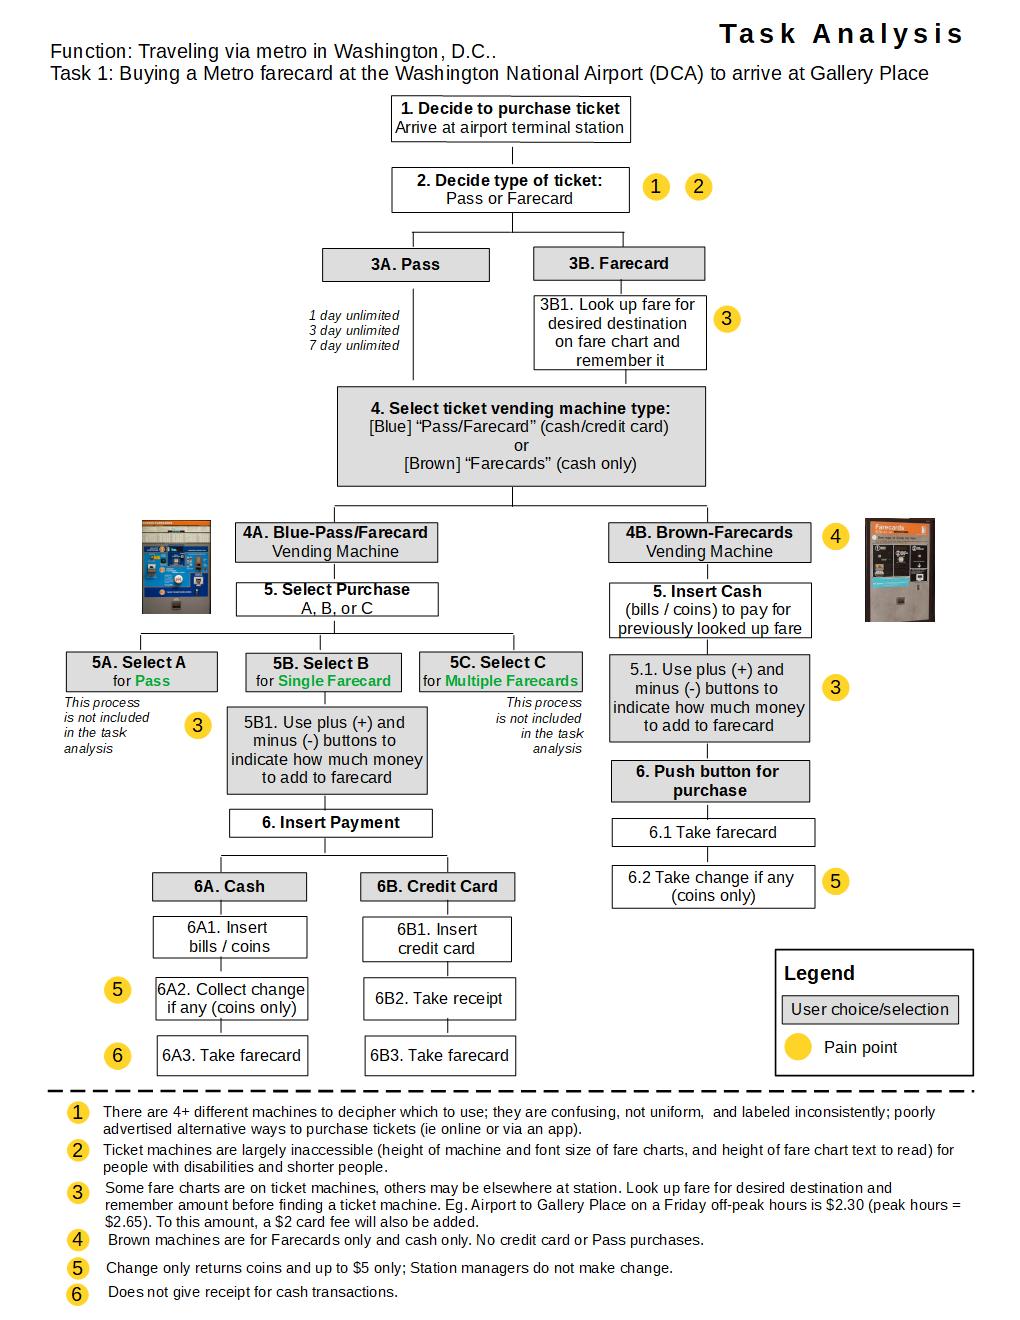 Task Analysis
Function: Traveling via metro in Washington, D.C..
Task 1: Buying a Metro farecard at the Washington National Airport (DCA) to arrive at Gallery Place
1. Decide to purchase ticket
Arrive at airport terminal station
2. Decide type of ticket:
Pass or Farecard
1
2
3A. Pass
3B. Farecard
1 day unlimited
3 day unlimited
7 day unlimited
3B1. Look up fare for
desired destination
on fare chart and
remember it
3
4. Select ticket vending machine type:
[Blue] “Pass/Farecard” (cash/credit card)
or
[Brown] “Farecards” (cash only)
4A. Blue-Pass/Farecard
Vending Machine
4B. Brown-Farecards
Vending Machine
4
Farecards
5. Select Purchase
A, B, or C
5. Insert Cash
(bills / coins) to pay for
previously looked up fare
5A. Select A
for Pass
5B. Select B
for Single Farecard
5C. Select C
for Multiple Farecards
This process
is not included
in the task
analysis
This process
is not included
in the task
analysis
3
5B1. Use plus (+) and
minus (-) buttons to
indicate how much money
to add to farecard
5.1. Use plus (+) and
minus (-) buttons to
indicate how much money
to add to farecard
3
6. Insert Payment
6. Push button for
purchase
6.1 Take farecard
6.2 Take change if any
(coins only)
5
6A. Cash
6B. Credit Card
6A1. Insert
bills / coins
6B1. Insert
credit card
5
6A2. Collect change
if any (coins only)
6B2. Take receipt
6
6A3. Take farecard
6B3. Take farecard
Legend
User choice/selection
Pain point
1 There are 4+ different machines to decipher which to use; they are confusing, not uniform, and labeled inconsistently; poorly
advertised alternative ways to purchase tickets (ie online or via an app).
2 Ticket machines are largely inaccessible (height of machine and font size of fare charts, and height of fare chart text to read) for
people with disabilities and shorter people.
3 Some fare charts are on ticket machines, others may be elsewhere at station. Look up fare for desired destination and
remember amount before finding a ticket machine. Eg. Airport to Gallery Place on a Friday off-peak hours is $2.30 (peak hours =
$2.65). To this amount, a $2 card fee will also be added.
4 Brown machines are for Farecards only and cash only. No credit card or Pass purchases.
5 Change only returns coins and up to $5 only; Station managers do not make change.
6 Does not give receipt for cash transactions.